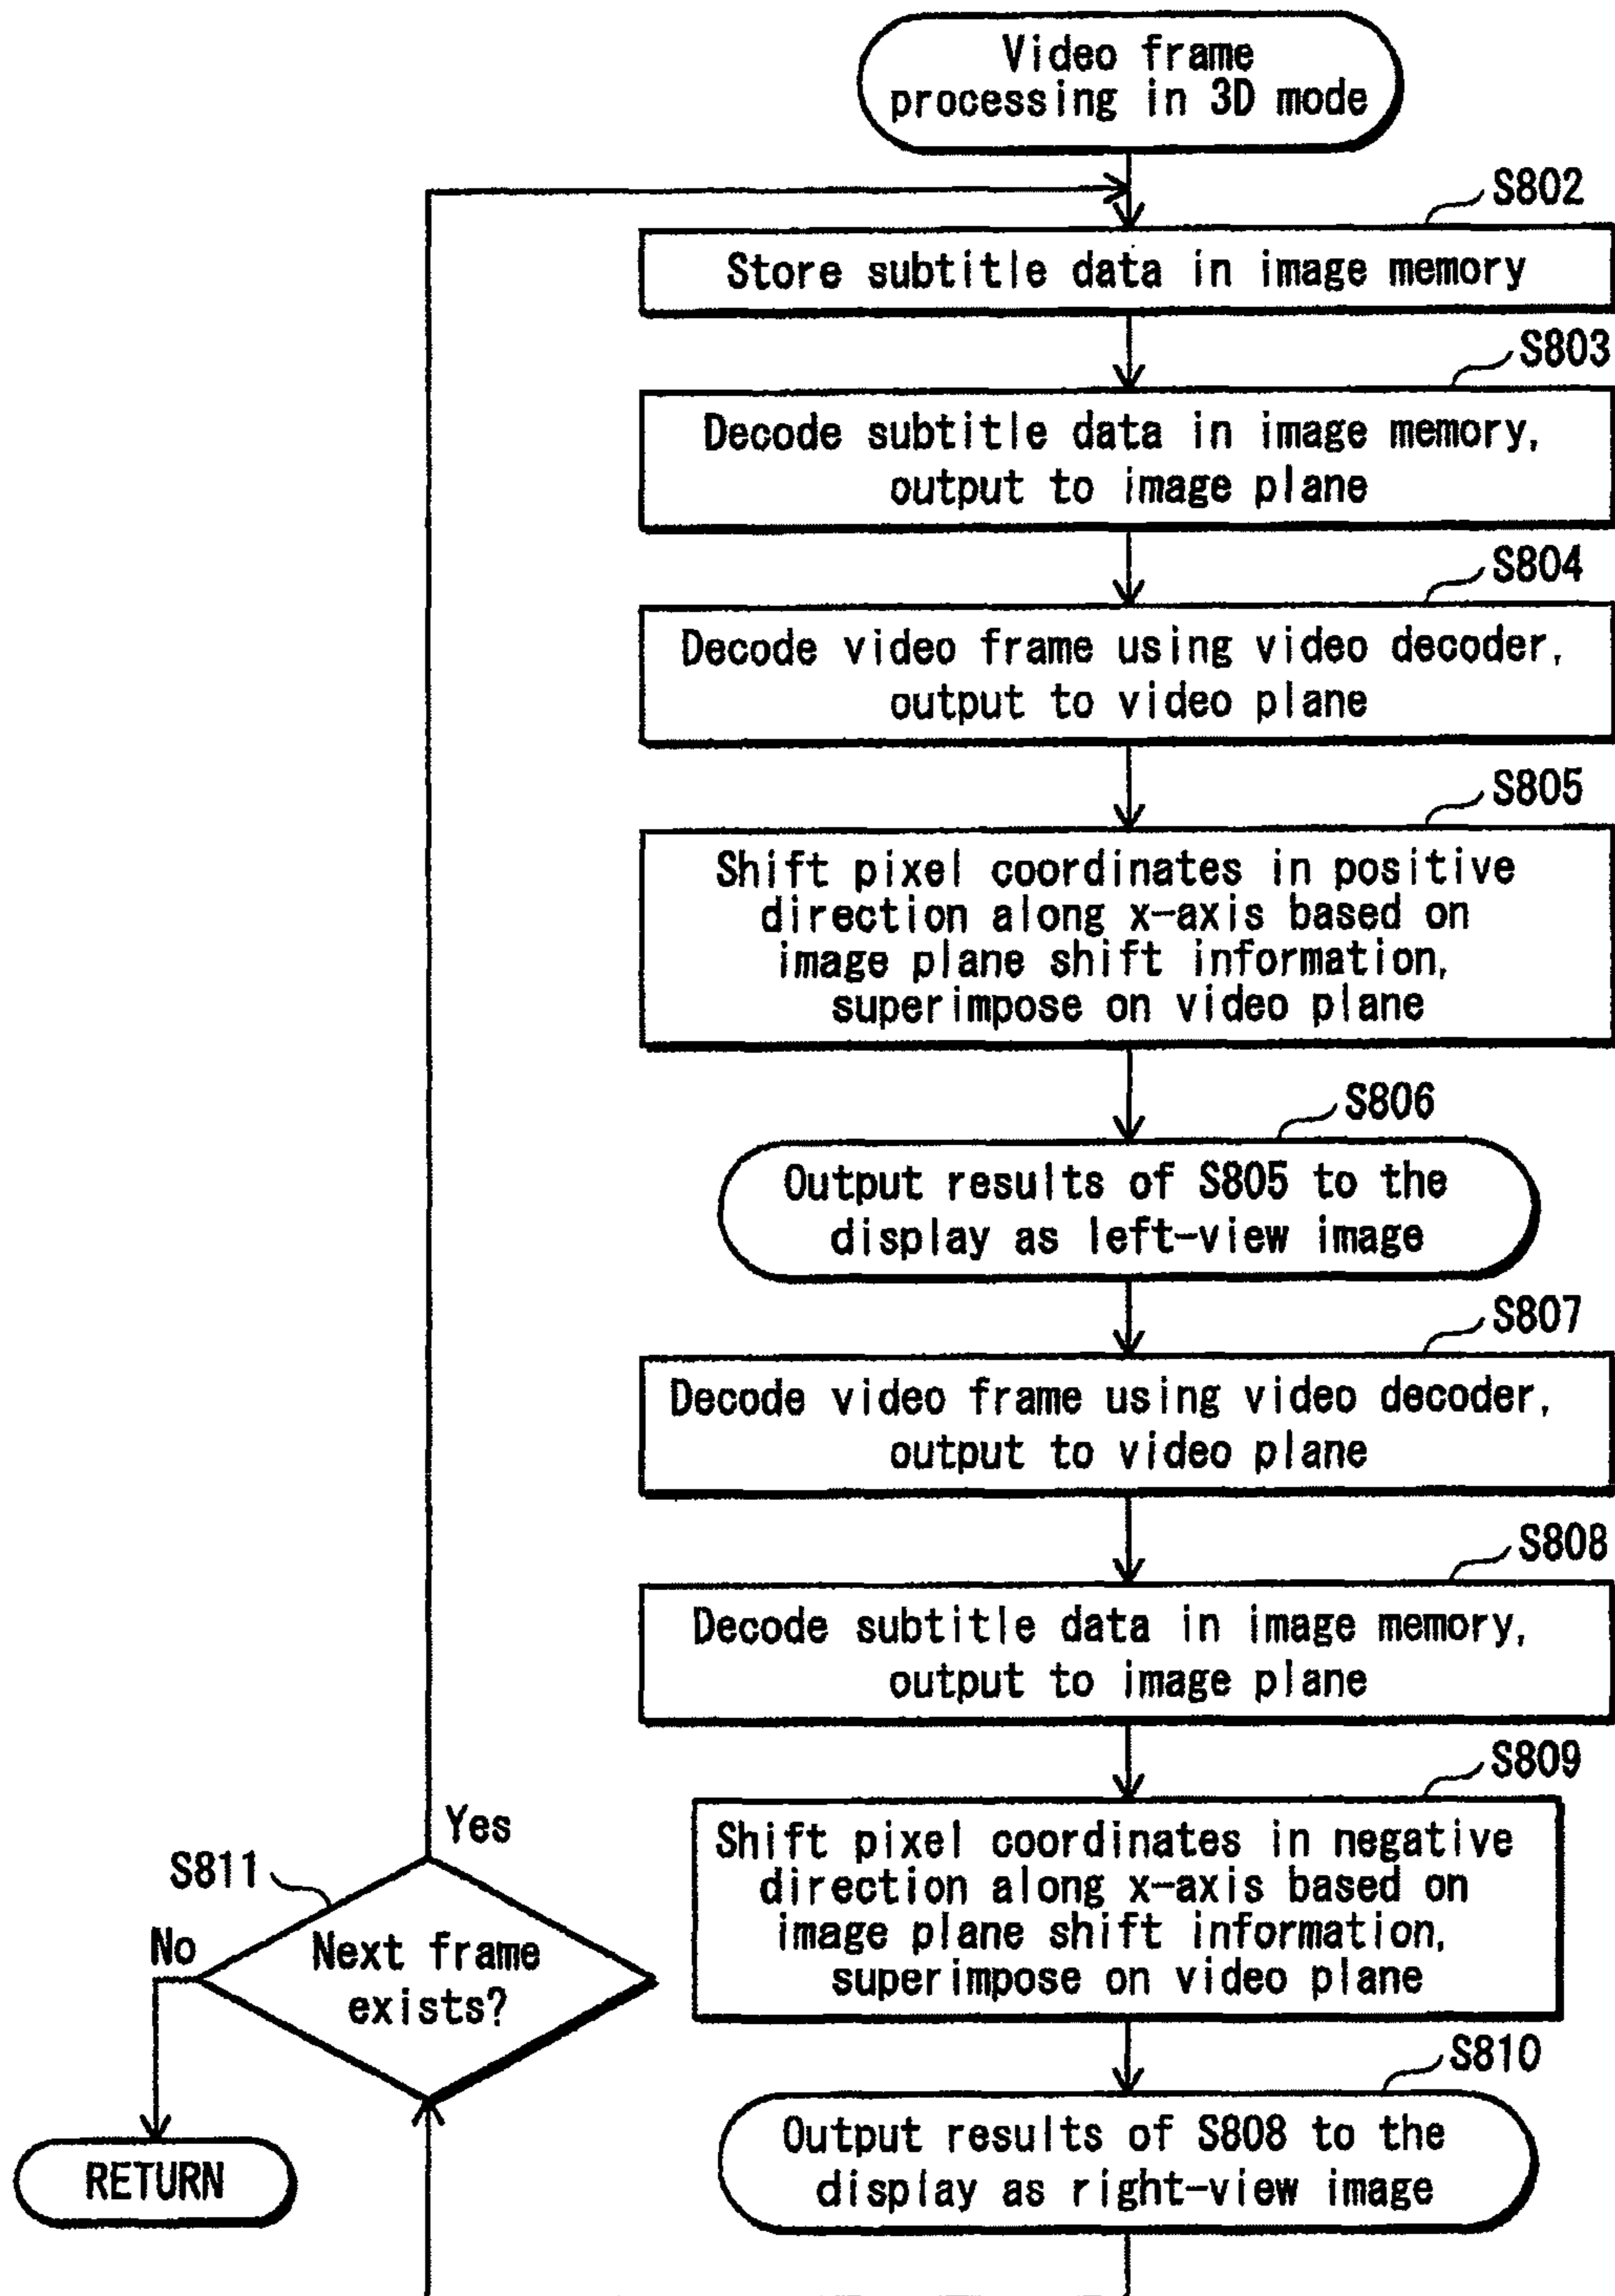 Video frame
processing in 3D mode
S802
Store subtitle data in image memory
S803
Decode subtitle data in image memory,
output to image plane
S804
Decode video frame using video decoder,
output to video plane
S805
Shift pixel coordinates in positive
direction along x-axis based on
image plane shift information,
superimpose on video plane
S806
Output results of S805 to the
display as left-view image
S807
Decode video frame using video decoder,
output to video plane
S808
Decode subtitle data in image memory,
output to image plane
S809
Shift pixel coordinates in negative
direction along x-axis based on
image plane shift information,
superimpose on video plane
S810
Output results of S808 to the
display as right-view image
S811
Yes
No
Next frame
exists?
RETURN